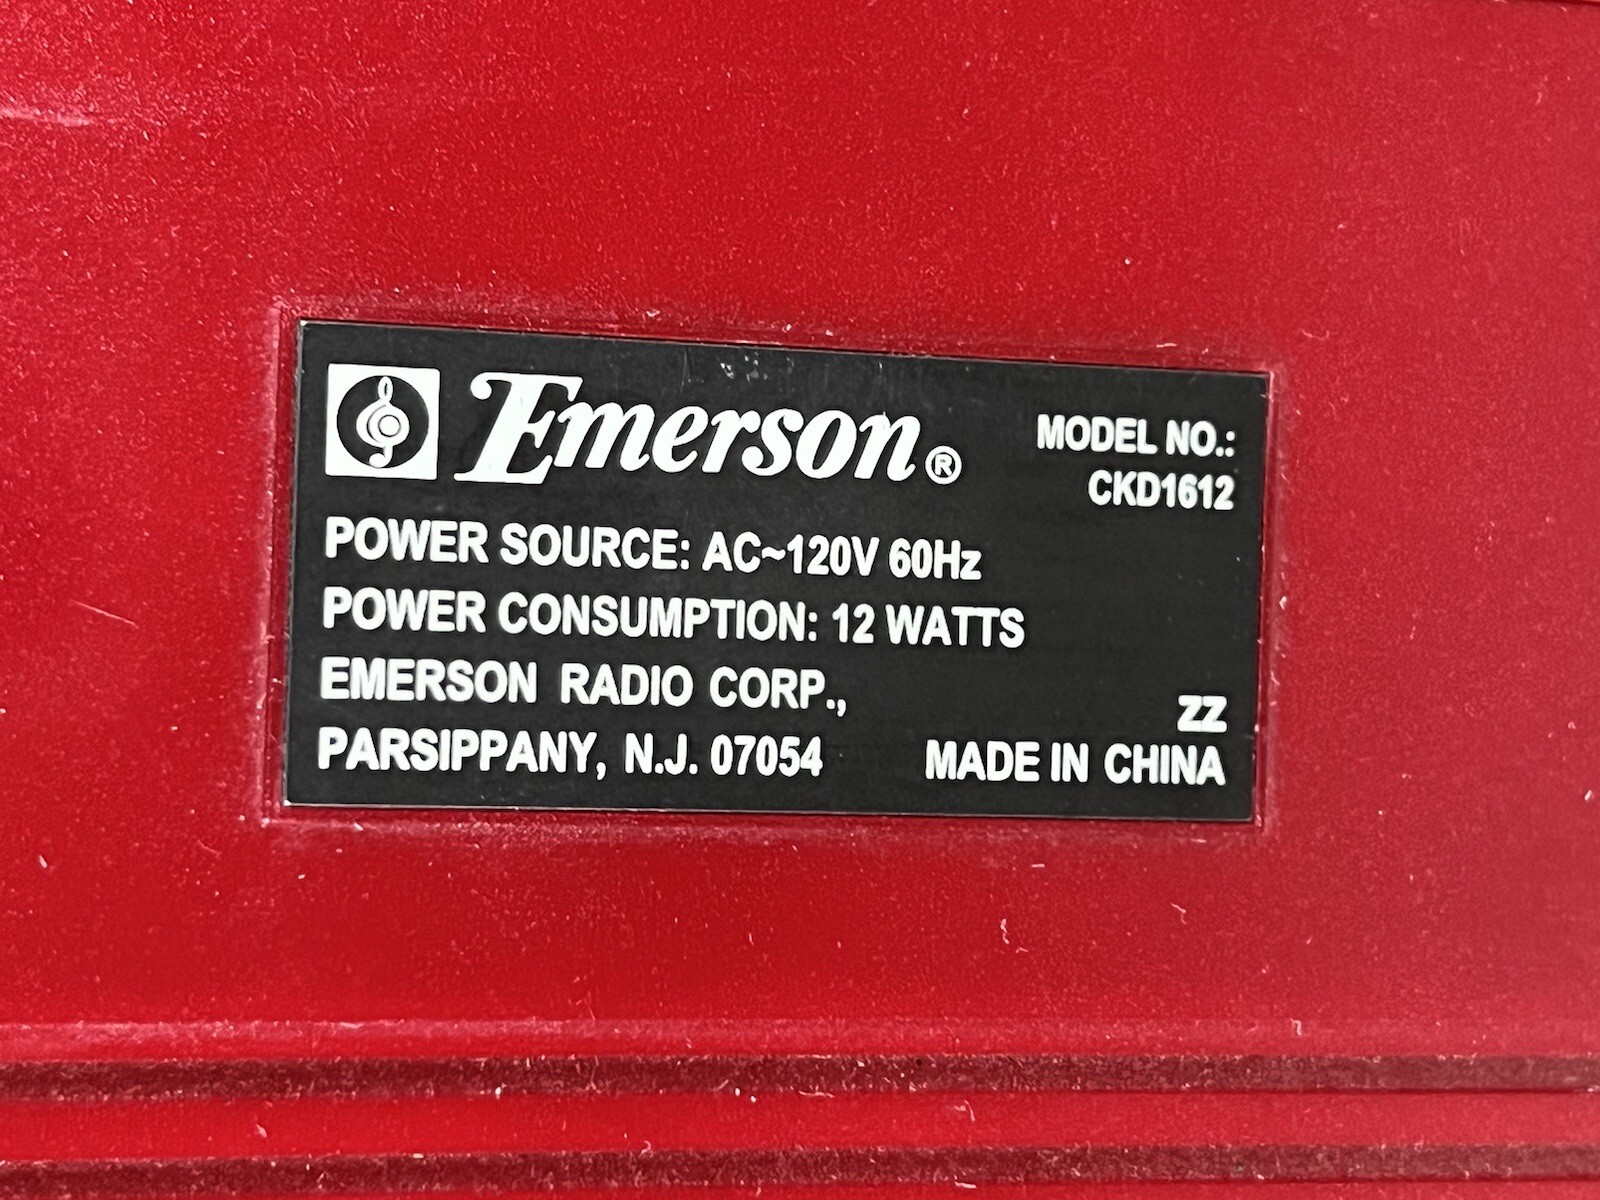 Emerson®
MODEL NO.:
CKD1612
POWER SOURCE: AC~120V 60Hz
POWER CONSUMPTION: 12 WATTS
EMERSON RADIO CORP.,
PARSIPPANY, N.J. 07054
ZZ
MADE IN CHINA